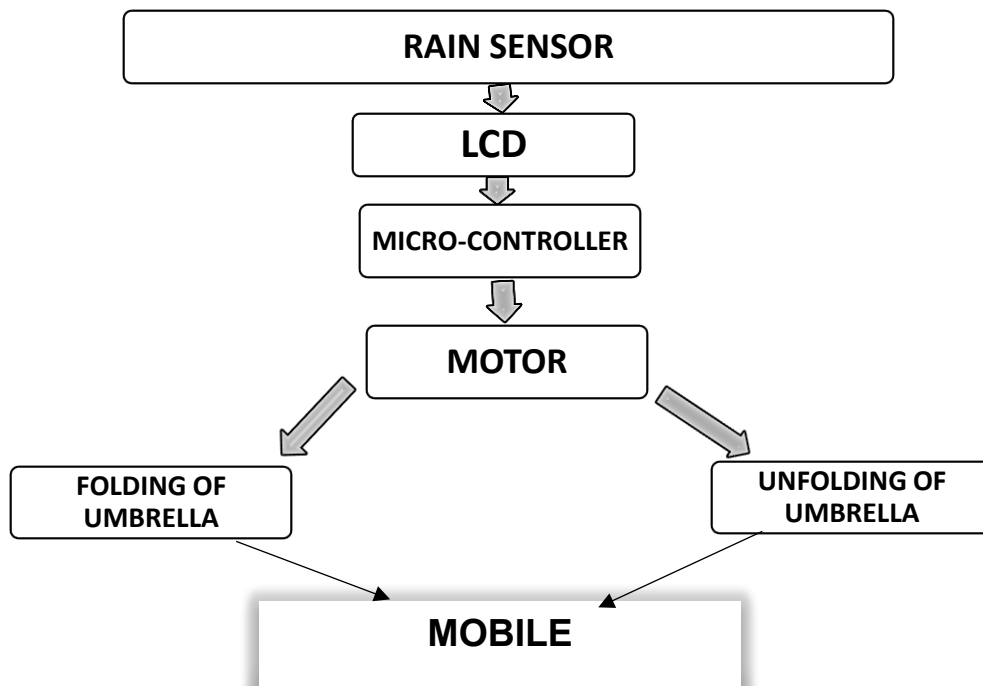 RAIN SENSOR
LCD
MICRO-CONTROLLER
MOTOR
FOLDING OF
UMBRELLA
UNFOLDING OF
UMBRELLA
MOBILE